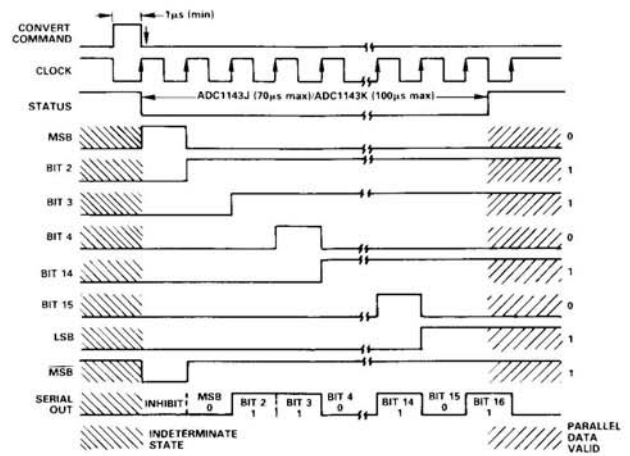 1μs (min)
CONVERT
COMMAND
CLOCK
ADC1143J (70μs max)/ADC1143K (100μs max)
STATUS
MSB 0
BIT 2 1
BIT 3 1
BIT 4 0
BIT 14 1
BIT 15 0
LSB 1
MSB 1
SERIAL
OUT
INHIBIT MSB 0 BIT 2 1 BIT 3 1 BIT 4 0 BIT 14 1 BIT 15 0 BIT 16 1
INDETERMINATE
STATE
PARALLEL
DATA
VALID